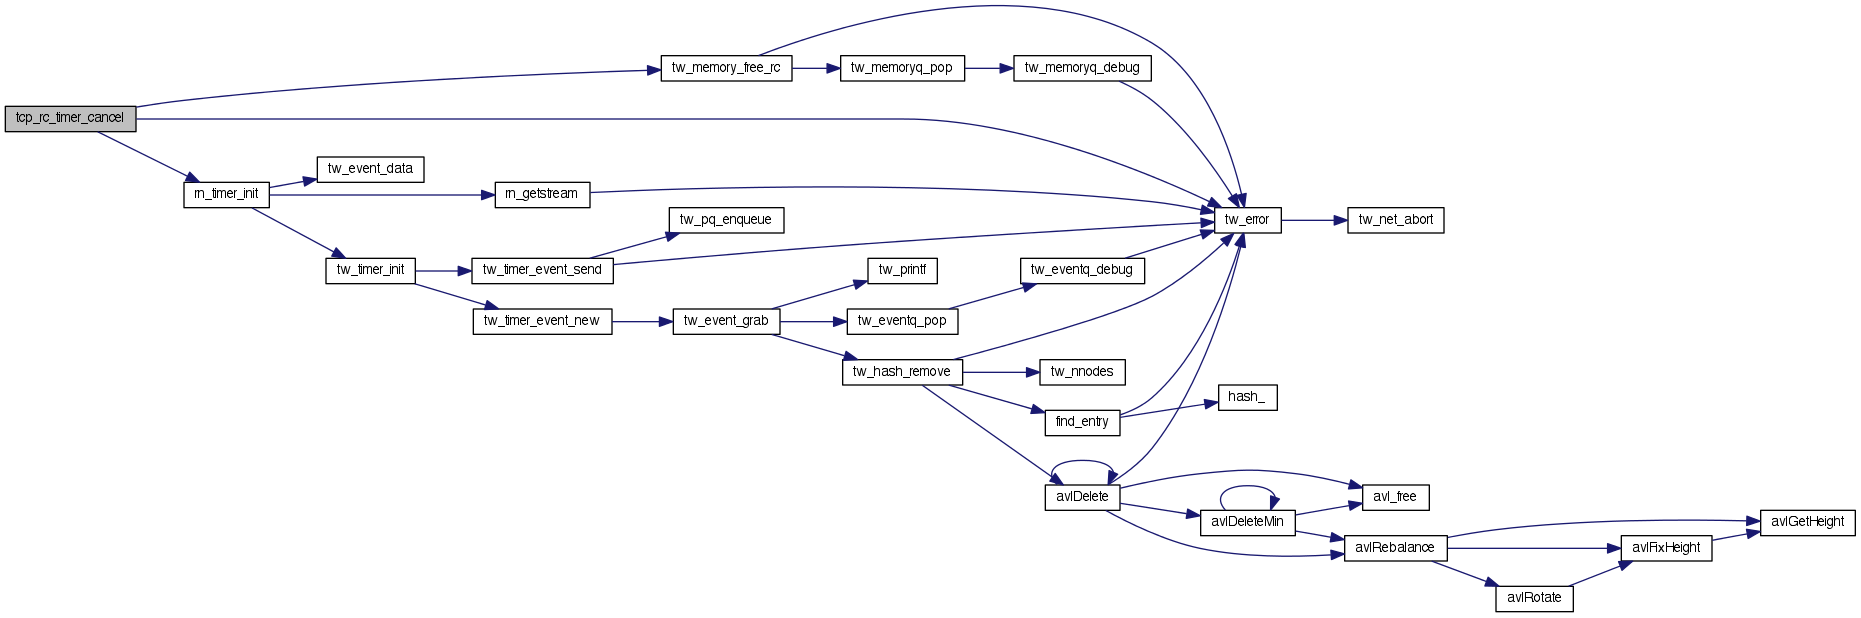 tcp_rc_timer_cancel
tw_memory_free_rc
tw_memoryq_pop
tw_memoryq_debug
rn_timer_init
tw_event_data
rn_getstream
tw_error
tw_net_abort
tw_timer_init
tw_timer_event_send
tw_pq_enqueue
tw_timer_event_new
tw_event_grab
tw_printf
tw_eventq_pop
tw_eventq_debug
tw_hash_remove
tw_nnodes
find_entry
hash_
avlDelete
avl_free
avlDeleteMin
avlRebalance
avlGetHeight
avlFixHeight
avlRotate